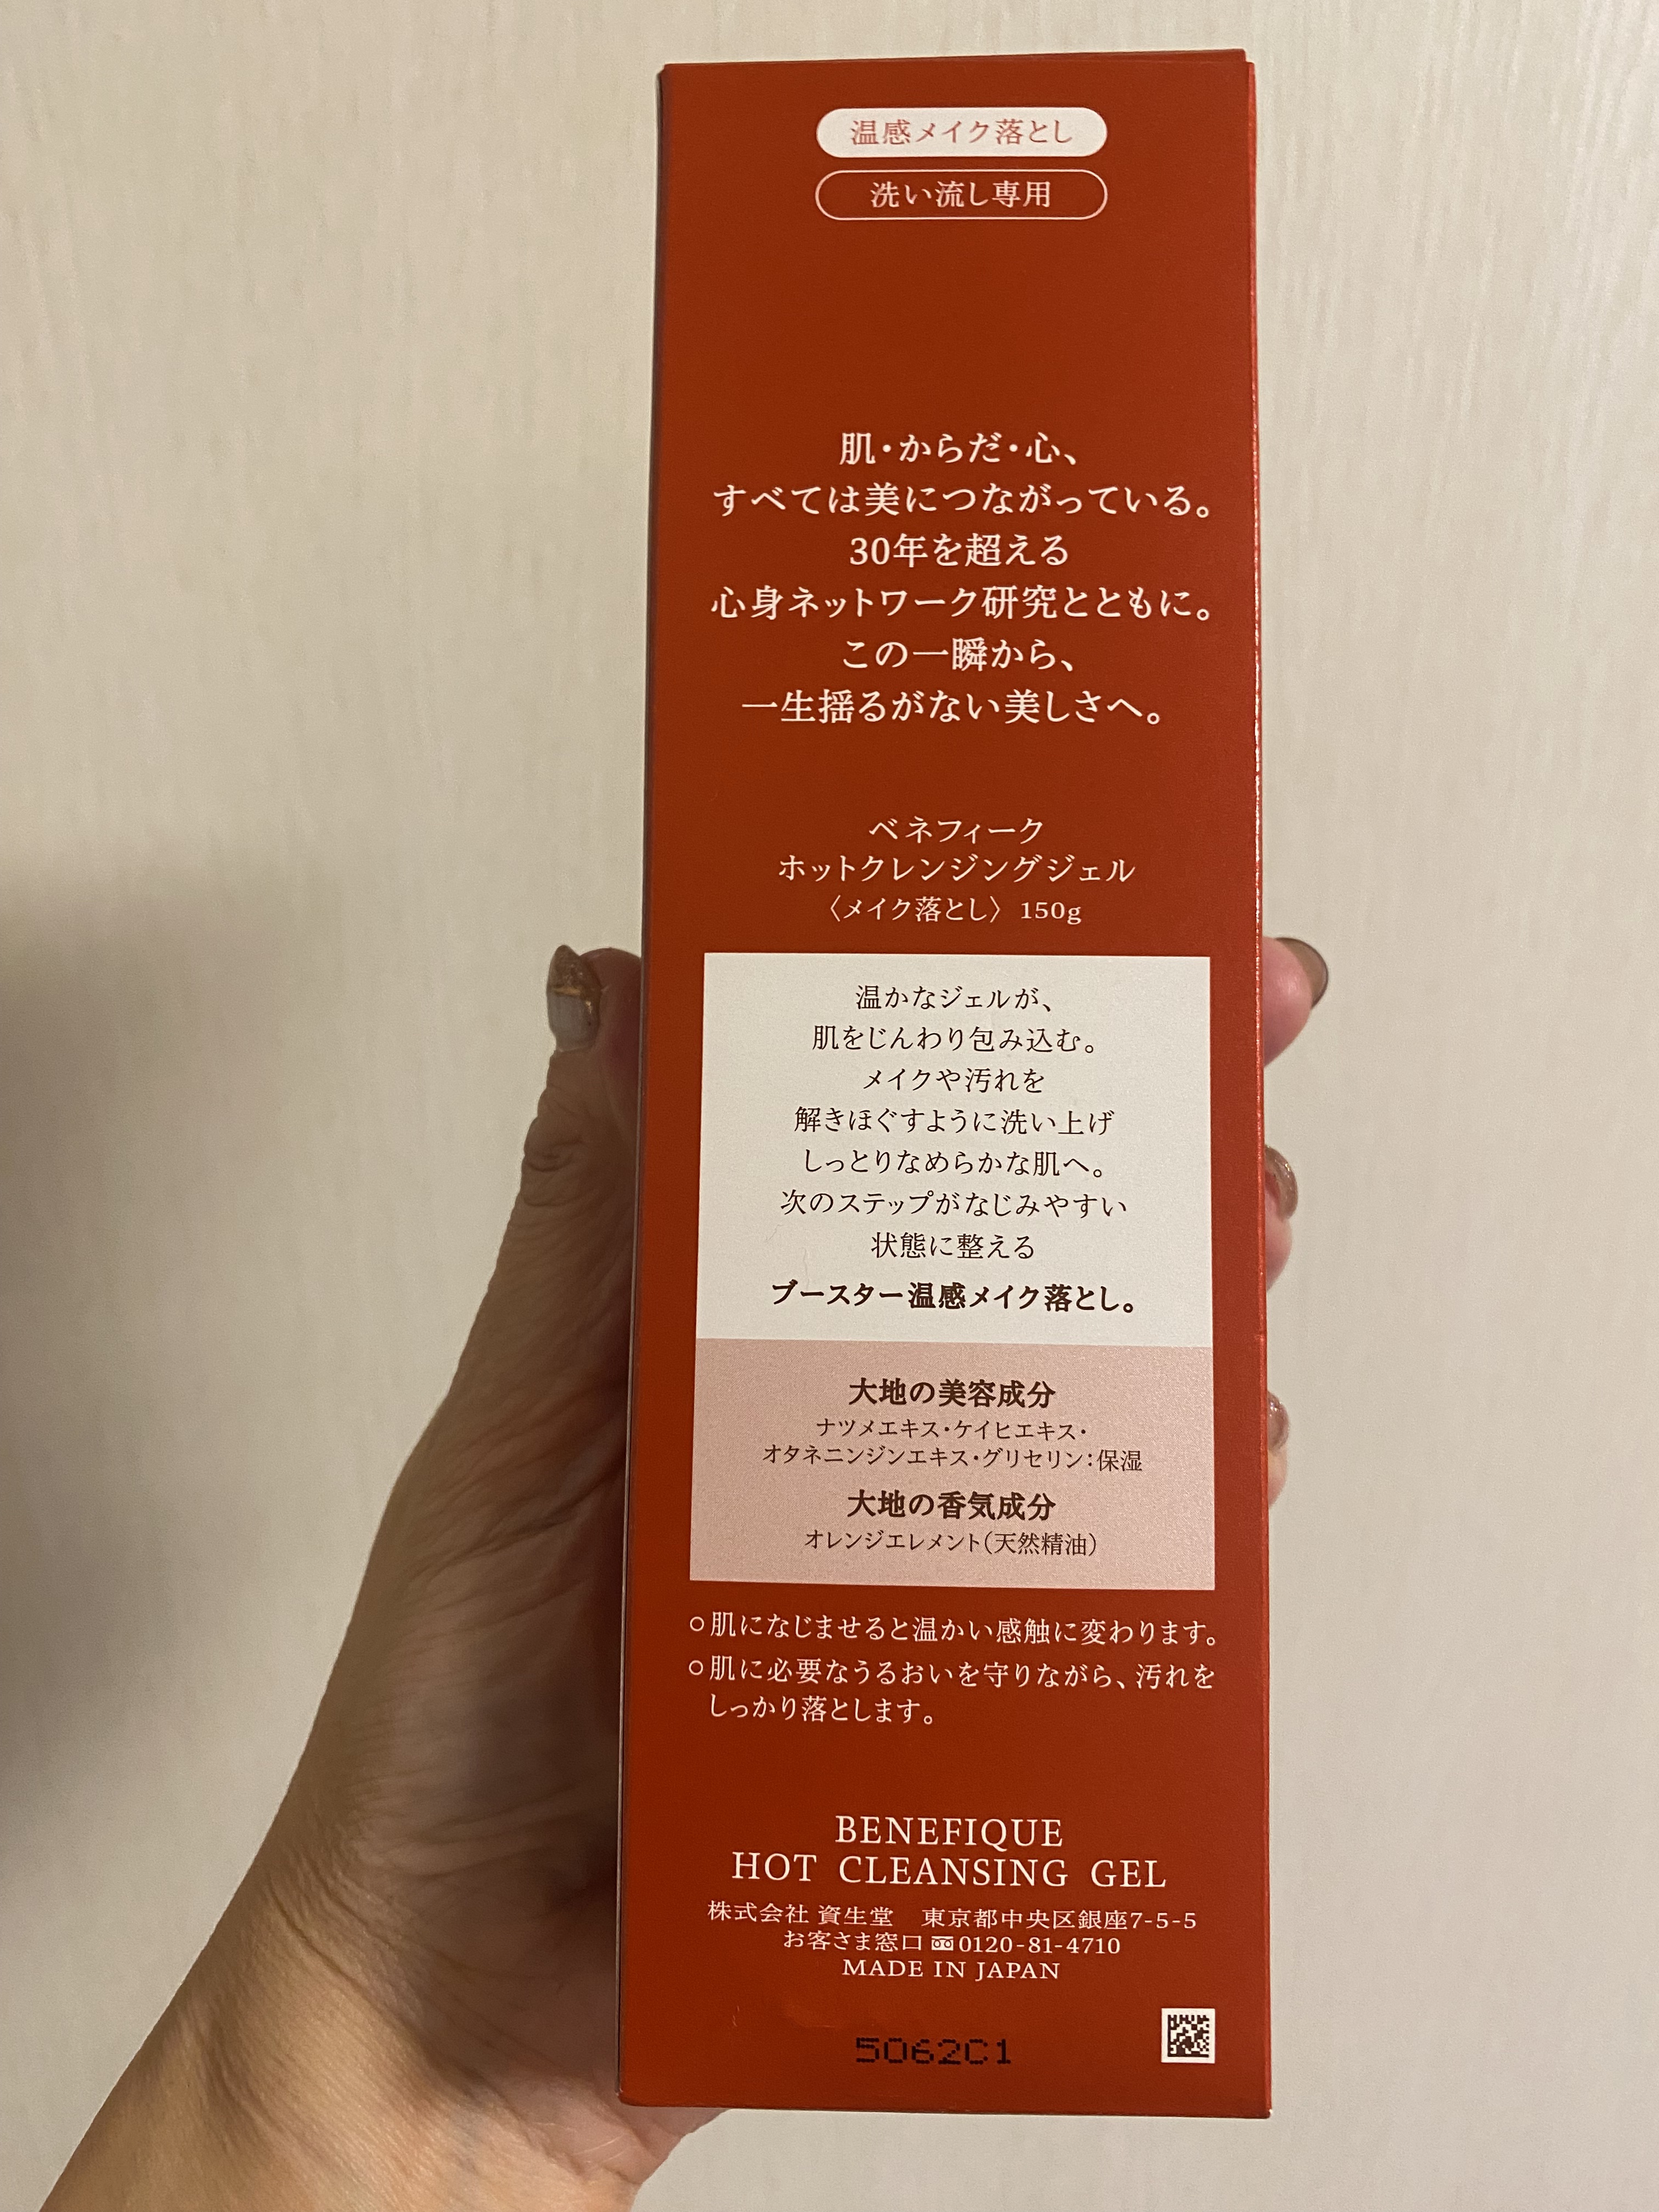 温感メイク落とし
洗い流し専用
肌・からだ・心、
すべては美につながっている。
30年を超える
心身ネットワーク研究とともに。
この一瞬から、
一生揺るがない美しさへ。
ベネフィーク
ホットクレンジングジェル
〈メイク落とし〉 150g
温かなジェルが、
肌をじんわり包み込む。
メイクや汚れを
解きほぐすように洗い上げ
しっとりなめらかな肌へ。
次のステップがなじみやすい
状態に整える
ブースター温感メイク落とし。
大地の美容成分
ナツメエキス・ケイヒエキス・
オタネニンジンエキス・グリセリン：保湿
大地の香気成分
オレンジエレメント(天然精油)
○肌になじませると温かい感触に変わります。
○肌に必要なうるおいを守りながら、汚れを
しっかり落とします。
BENEFIQUE
HOT CLEANSING GEL
株式会社 資生堂　東京都中央区銀座7-5-5
お客さま窓口 0120-81-4710
MADE IN JAPAN
5062C1